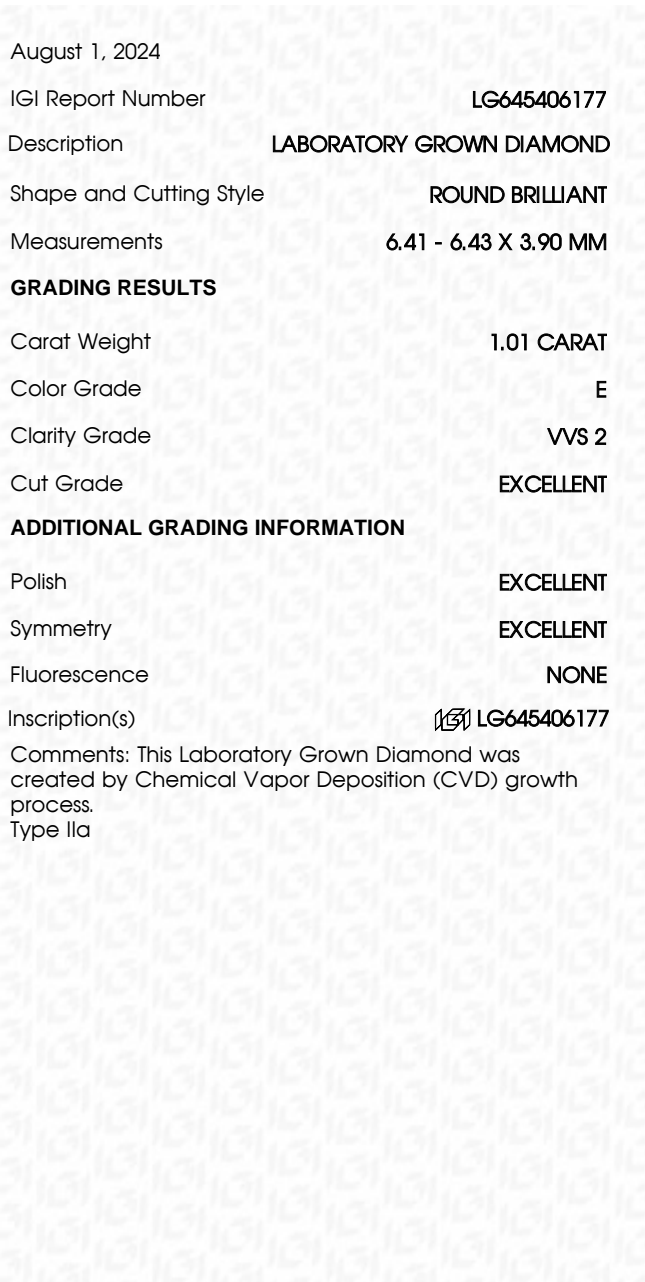 August 1, 2024
IGI Report Number LG645406177
Description LABORATORY GROWN DIAMOND
Shape and Cutting Style ROUND BRILLIANT
Measurements 6.41 - 6.43 X 3.90 MM
GRADING RESULTS
Carat Weight 1.01 CARAT
Color Grade E
Clarity Grade VVS 2
Cut Grade EXCELLENT
ADDITIONAL GRADING INFORMATION
Polish EXCELLENT
Symmetry EXCELLENT
Fluorescence NONE
Inscription(s) IGI LG645406177
Comments: This Laboratory Grown Diamond was
created by Chemical Vapor Deposition (CVD) growth
process.
Type IIa